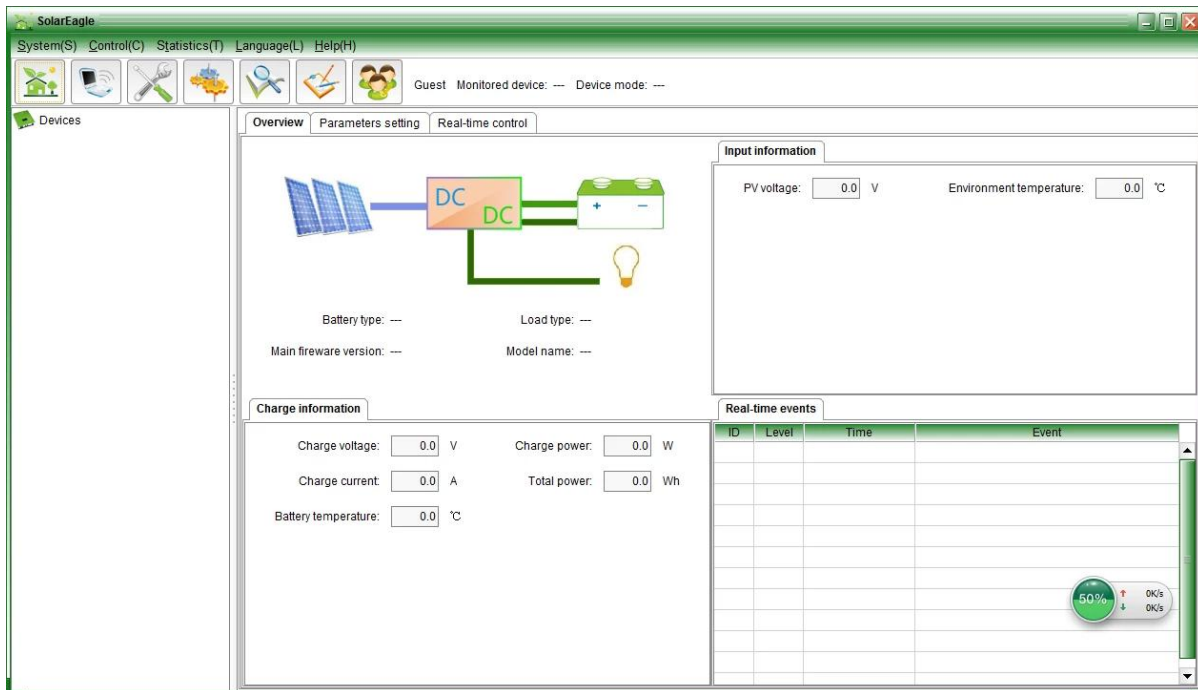 SolarEagle
System(S) Control(C) Statistics(T) Language(L) Help(H)
Guest Monitored device: --- Device mode: ---
Devices
Overview Parameters setting Real-time control
DC
DC
+ −
Battery type: --- Load type: ---
Main fireware version: --- Model name: ---
Input information
PV voltage: 0.0 V Environment temperature: 0.0 ℃
Charge information
Charge voltage: 0.0 V Charge power: 0.0 W
Charge current: 0.0 A Total power: 0.0 Wh
Battery temperature: 0.0 ℃
Real-time events
ID Level Time Event
50% 0K/s
0K/s